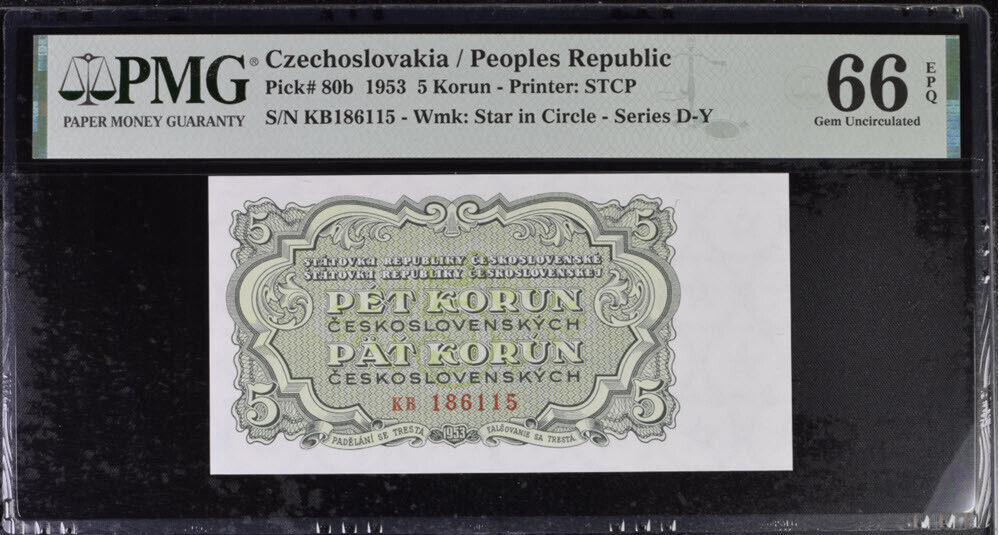 PMG®
PAPER MONEY GUARANTY
Czechoslovakia / Peoples Republic
Pick# 80b 1953 5 Korun - Printer: STCP
S/N KB186115 - Wmk: Star in Circle - Series D-Y
66 EPQ
Gem Uncirculated
5 5
STÁTOVKA REPUBLIKY ČESKOSLOVENSKÉ
ŠTÁTOVKA REPUBLIKY ČESKOSLOVENSKEJ
PĚT KORUN
ČESKOSLOVENSKÝCH
PÄŤ KORÚN
ČESKOSLOVENSKÝCH
5 5
KB 186115
PADĚLÁNÍ SE TRESTÁ 1953 FALŠOVANIE SA TRESTÁ